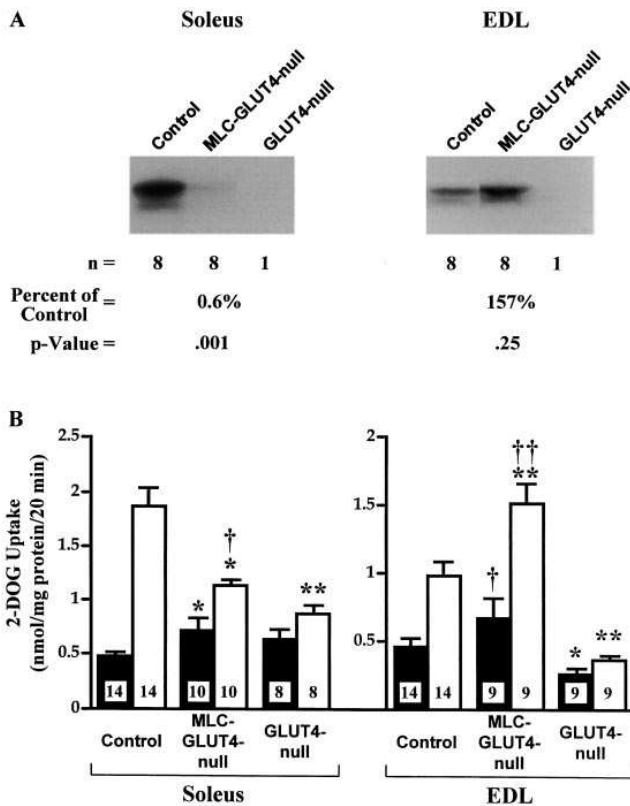 A
Soleus
EDL
Control
MLC-GLUT4-null
GLUT4-null
Control
MLC-GLUT4-null
GLUT4-null
n = 8 8 1 8 8 1
Percent of Control = 0.6% 157%
p-Value = .001 .25
B
2-DOG Uptake
(nmol/mg protein/20 min)
2.5
2
1.5
1
0.5
0
†
*
*
**
14 14 10 10 8 8
Control
MLC-
GLUT4-
null
GLUT4-
null
Soleus
2
1.5
1
0.5
††
**
†
*
**
14 14 9 9 9 9
Control
MLC-
GLUT4-
null
GLUT4-
null
EDL